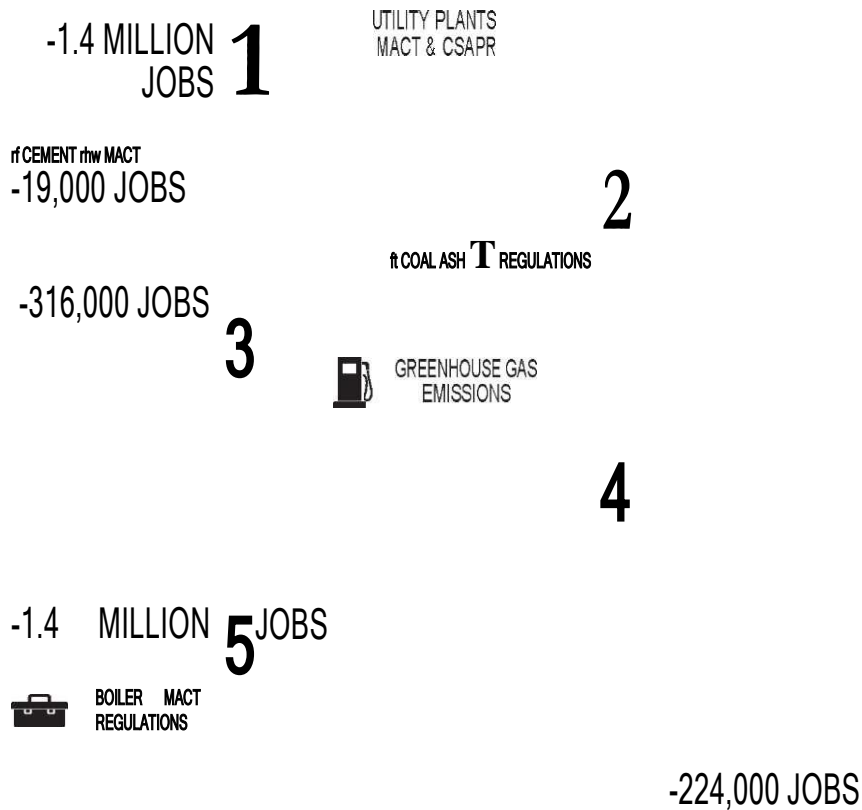 -1.4 MILLION
JOBS
1
UTILITY PLANTS
MACT & CSAPR
rf CEMENT rhw MACT
-19,000 JOBS
2
ft COAL ASH T REGULATIONS
-316,000 JOBS
3
GREENHOUSE GAS
EMISSIONS
4
-1.4 MILLION 5 JOBS
BOILER MACT
REGULATIONS
-224,000 JOBS